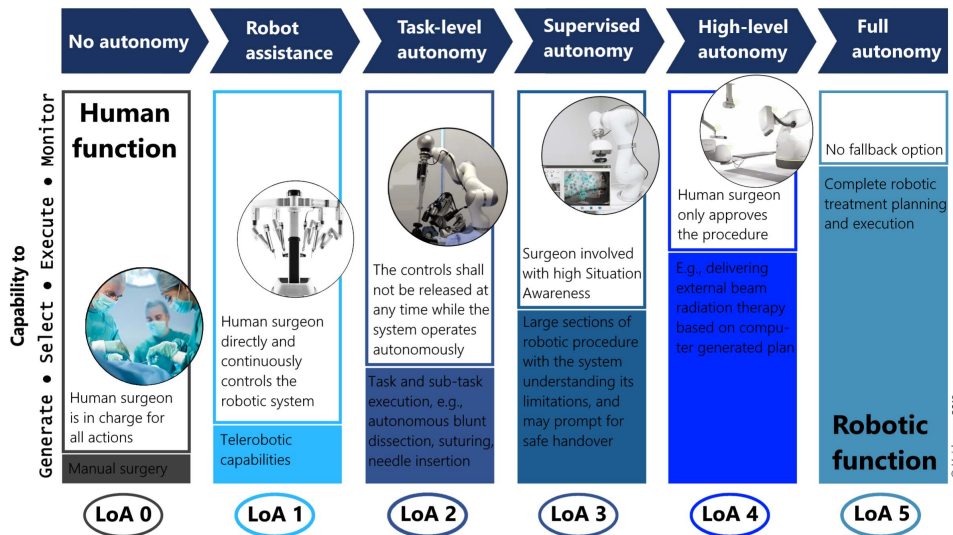 No autonomy
Robot
assistance
Task-level
autonomy
Supervised
autonomy
High-level
autonomy
Full
autonomy
Capability to
Generate • Select • Execute • Monitor
Human
function
Human surgeon
is in charge for
all actions
Manual surgery
Human surgeon
directly and
continuously
controls the
robotic system
Telerobotic
capabilities
The controls shall
not be released at
any time while the
system operates
autonomously
Task and sub-task
execution, e.g.,
autonomous blunt
dissection, suturing,
needle insertion
Surgeon involved
with high Situation
Awareness
Large sections of
robotic procedure
with the system
understanding its
limitations, and
may prompt for
safe handover
Human surgeon
only approves
the procedure
E.g., delivering
external beam
radiation therapy
based on compu-
ter generated plan
No fallback option
Complete robotic
treatment planning
and execution
Robotic
function
LoA 0
LoA 1
LoA 2
LoA 3
LoA 4
LoA 5